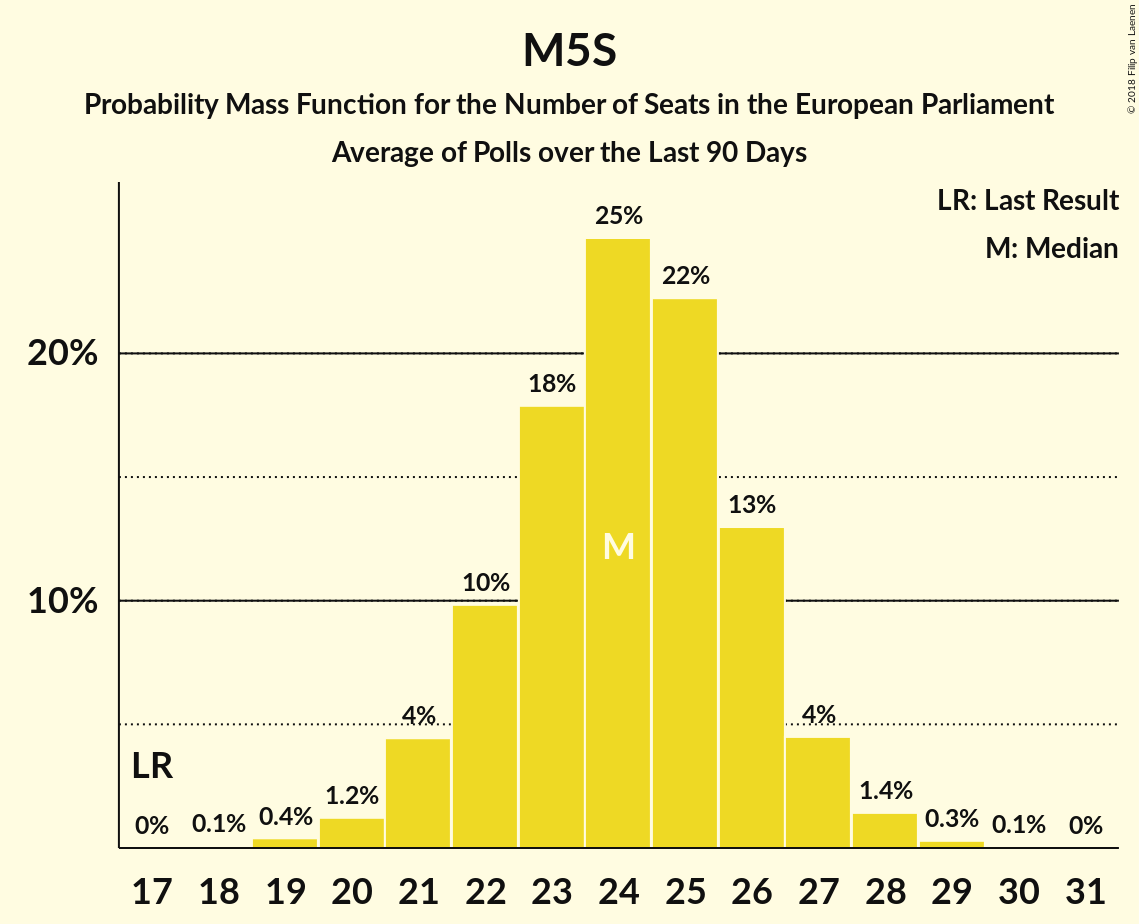 M5S
Probability Mass Function for the Number of Seats in the European Parliament
Average of Polls over the Last 90 Days
© 2018 Filip van Laenen
LR: Last Result
M: Median
20%
10%
LR
0%
0.1%
0.4%
1.2%
4%
10%
18%
25%
22%
13%
4%
1.4%
0.3%
0.1%
0%
M
17 18 19 20 21 22 23 24 25 26 27 28 29 30 31